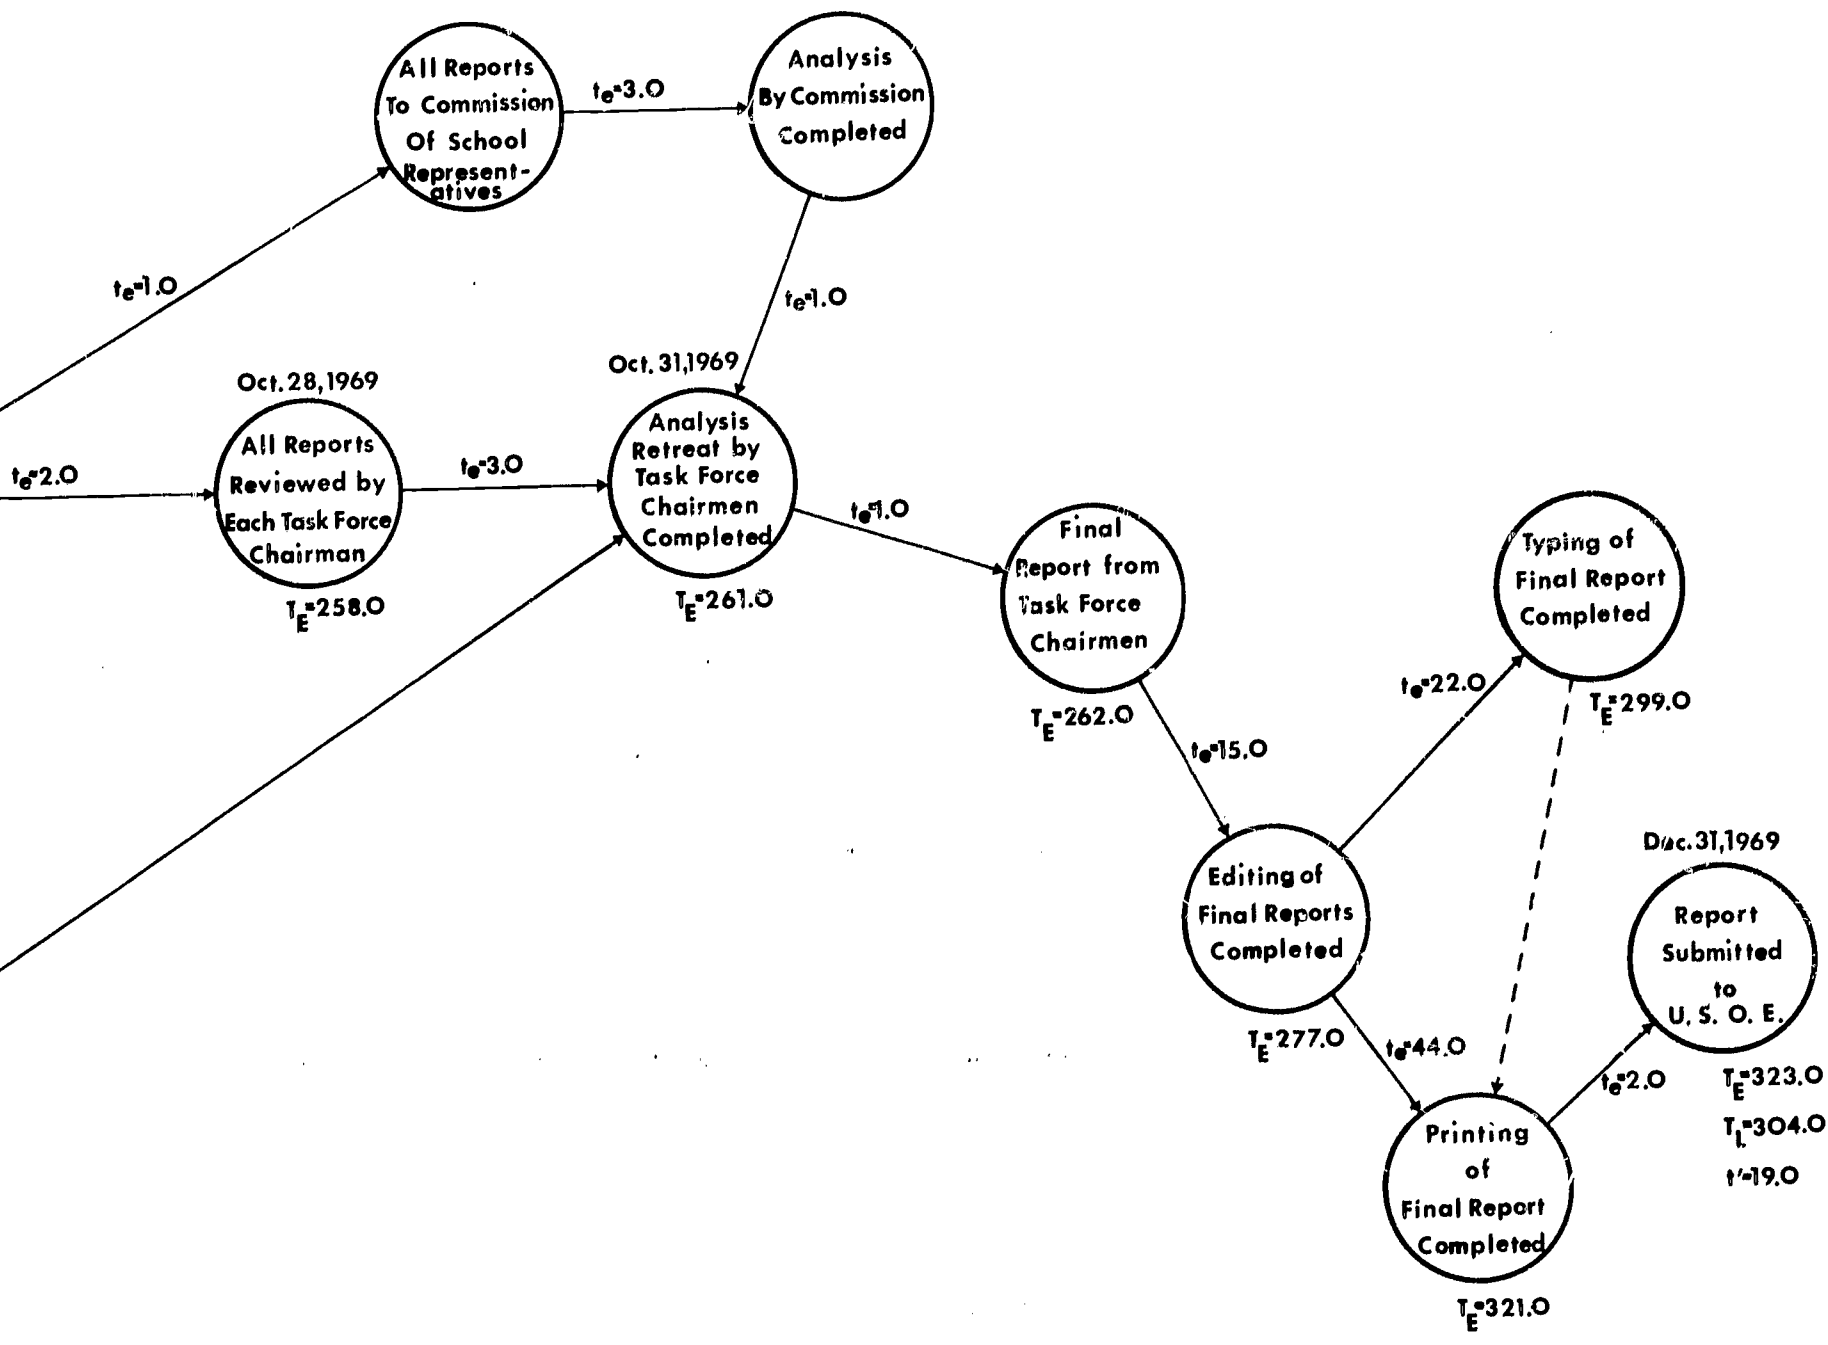 All Reports
To Commission
Of School
Represent-
atives
te=3.0
Analysis
By Commission
Completed
te=1.0
te=1.0
Oct. 28, 1969
All Reports
Reviewed by
Each Task Force
Chairman
TE=258.0
te=2.0
te=3.0
Oct. 31, 1969
Analysis
Retreat by
Task Force
Chairmen
Completed
TE=261.0
te=1.0
Final
Report from
Task Force
Chairmen
TE=262.0
te=15.0
Typing of
Final Report
Completed
TE=299.0
te=22.0
Editing of
Final Reports
Completed
TE=277.0
te=44.0
Dec. 31, 1969
Report
Submitted
to
U. S. O. E.
TE=323.0
TL=304.0
t'=19.0
te=2.0
Printing
of
Final Report
Completed
TE=321.0